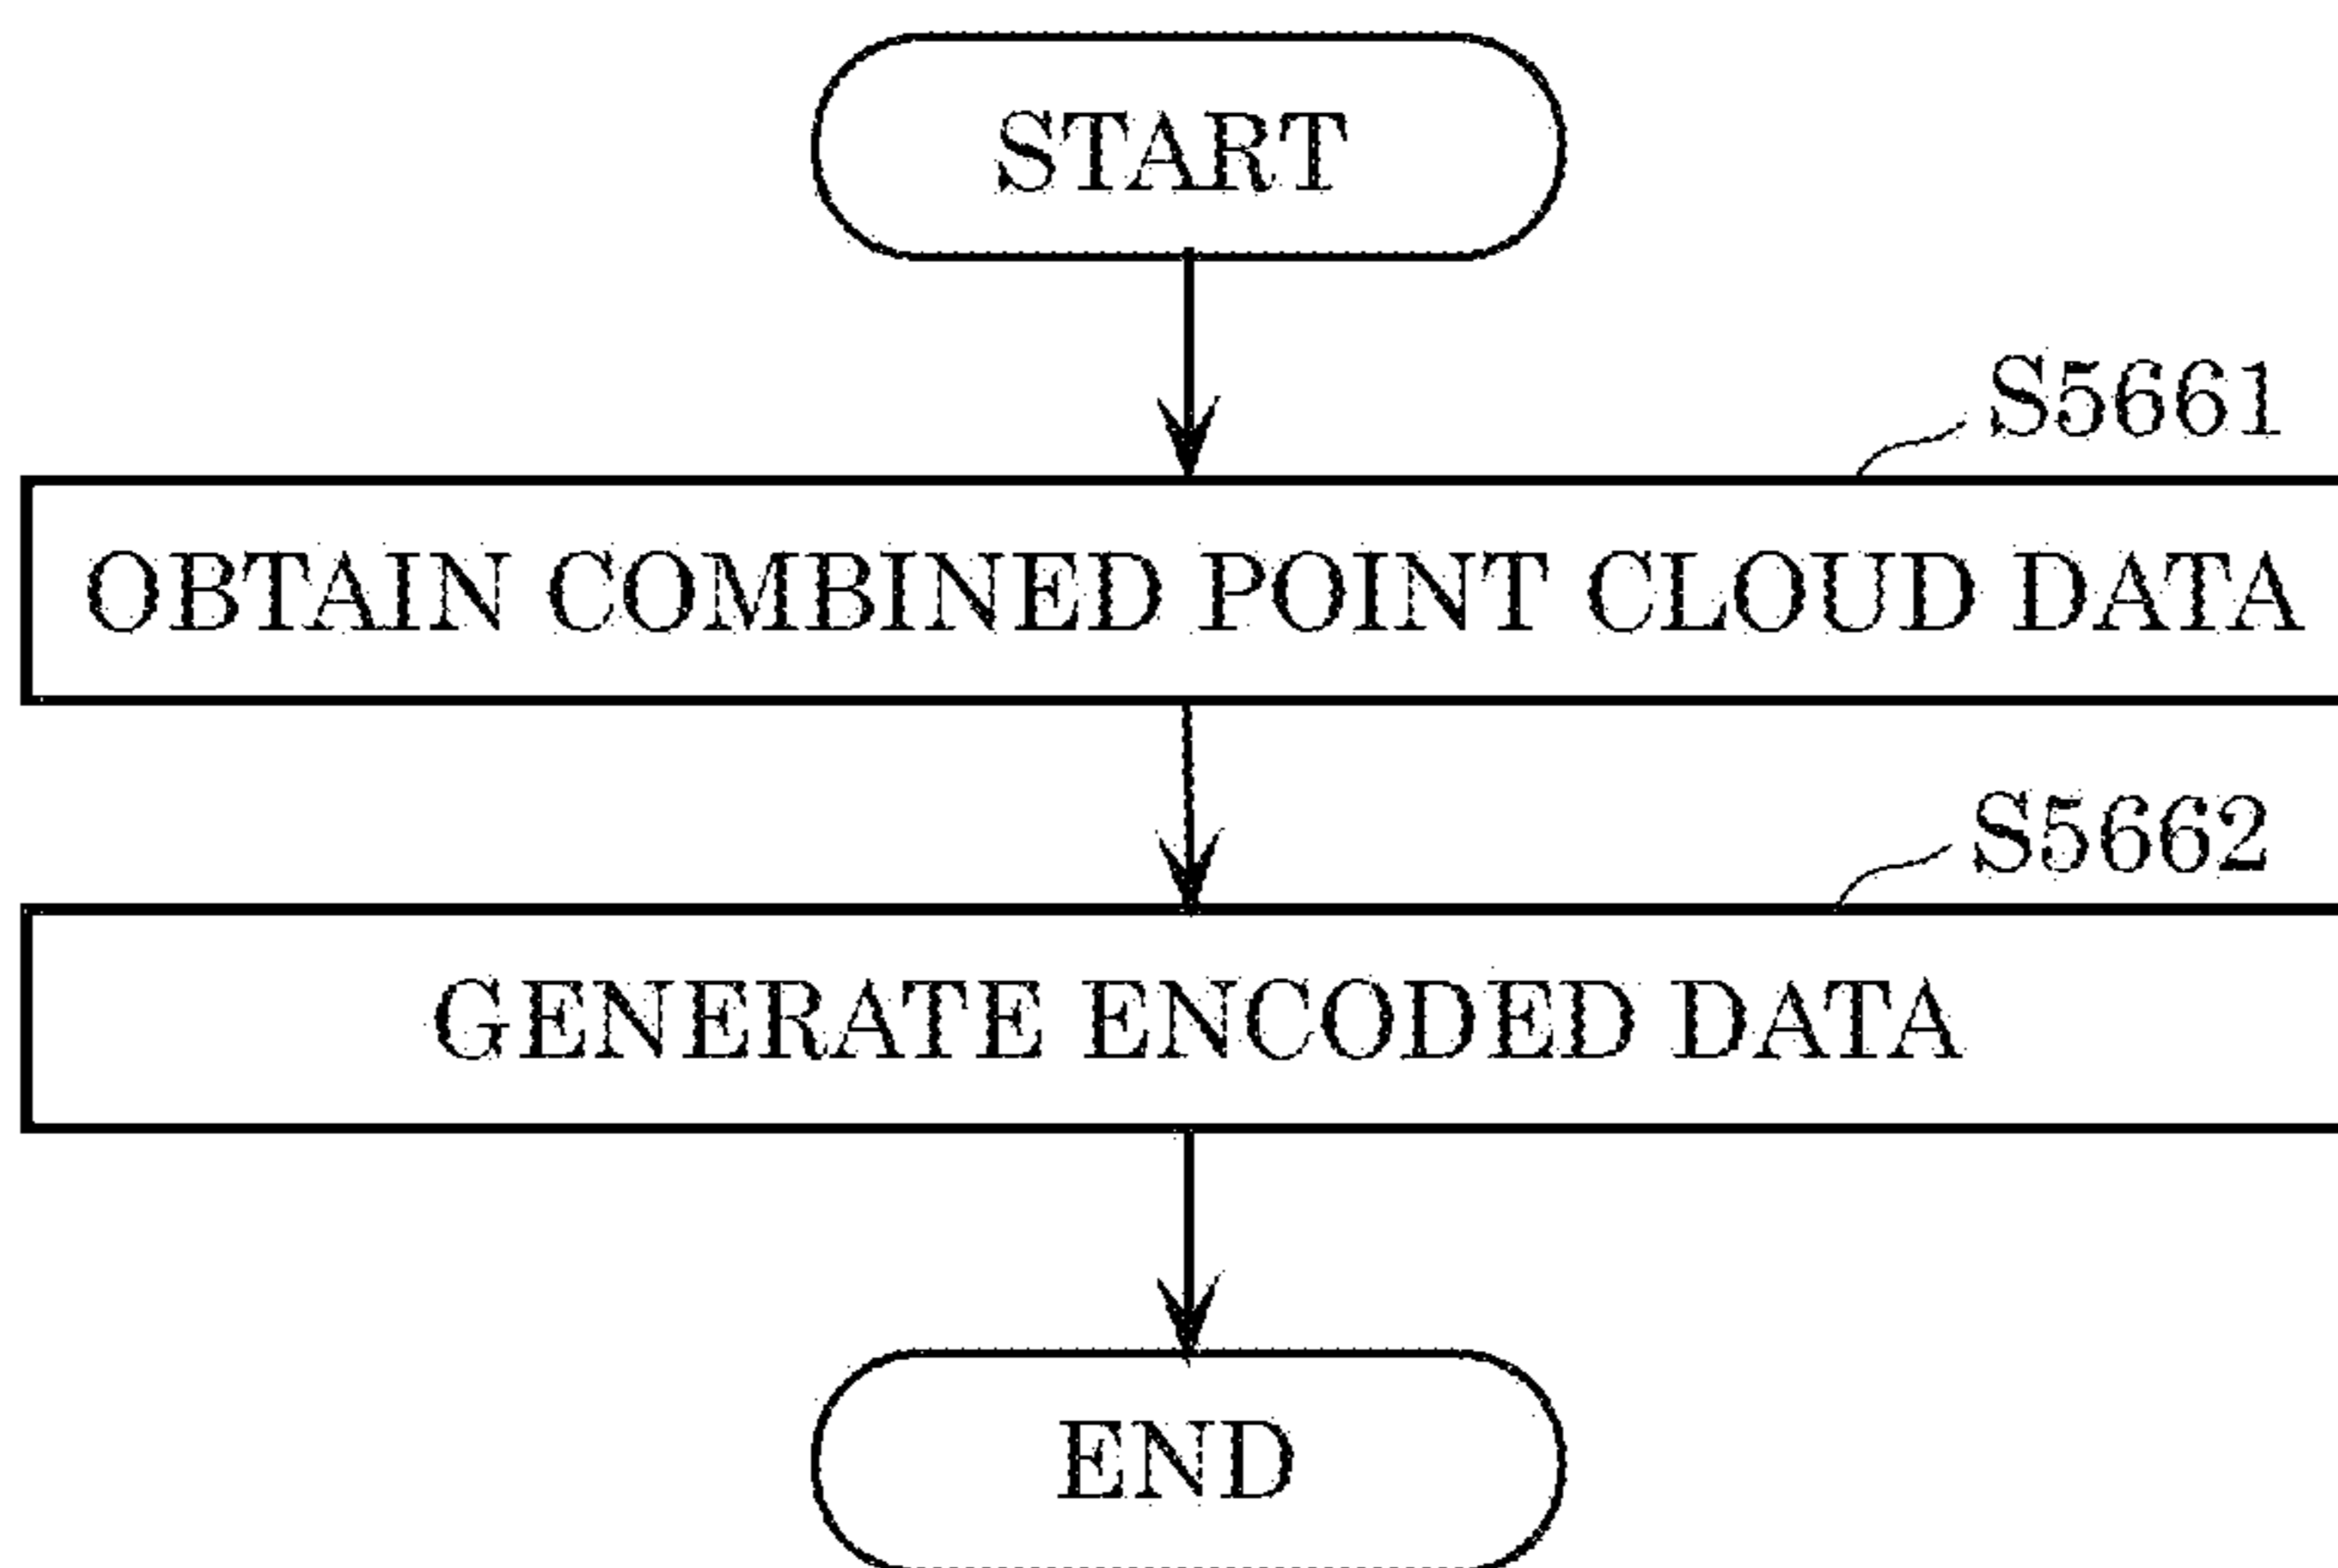 START
S5661
OBTAIN COMBINED POINT CLOUD DATA
S5662
GENERATE ENCODED DATA
END